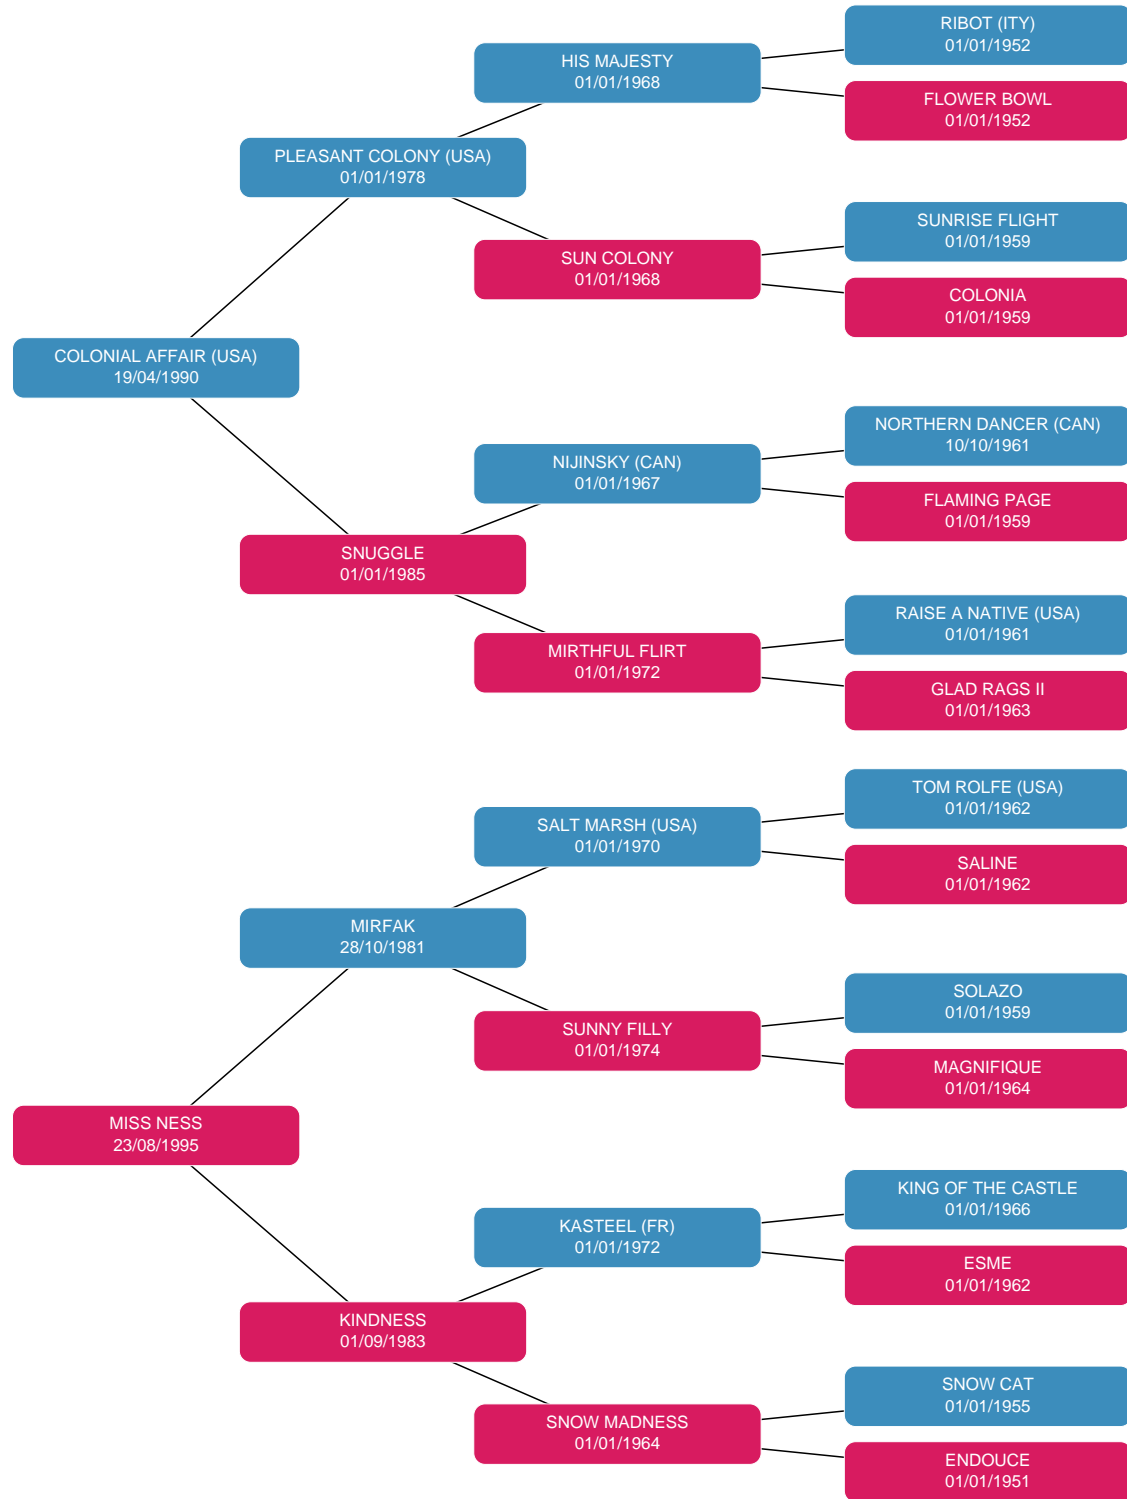 RIBOT (ITY)
01/01/1952
HIS MAJESTY
01/01/1968
FLOWER BOWL
01/01/1952
PLEASANT COLONY (USA)
01/01/1978
SUNRISE FLIGHT
01/01/1959
SUN COLONY
01/01/1968
COLONIA
01/01/1959
COLONIAL AFFAIR (USA)
19/04/1990
NORTHERN DANCER (CAN)
10/10/1961
NIJINSKY (CAN)
01/01/1967
FLAMING PAGE
01/01/1959
SNUGGLE
01/01/1985
RAISE A NATIVE (USA)
01/01/1961
MIRTHFUL FLIRT
01/01/1972
GLAD RAGS II
01/01/1963
TOM ROLFE (USA)
01/01/1962
SALT MARSH (USA)
01/01/1970
SALINE
01/01/1962
MIRFAK
28/10/1981
SOLAZO
01/01/1959
SUNNY FILLY
01/01/1974
MAGNIFIQUE
01/01/1964
MISS NESS
23/08/1995
KING OF THE CASTLE
01/01/1966
KASTEEL (FR)
01/01/1972
ESME
01/01/1962
KINDNESS
01/09/1983
SNOW CAT
01/01/1955
SNOW MADNESS
01/01/1964
ENDOUCE
01/01/1951